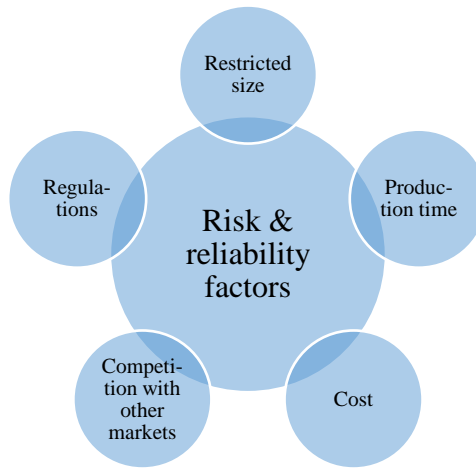 Restricted
size
Regula-
tions
Produc-
tion time
Risk &
reliability
factors
Competi-
tion with
other
markets
Cost